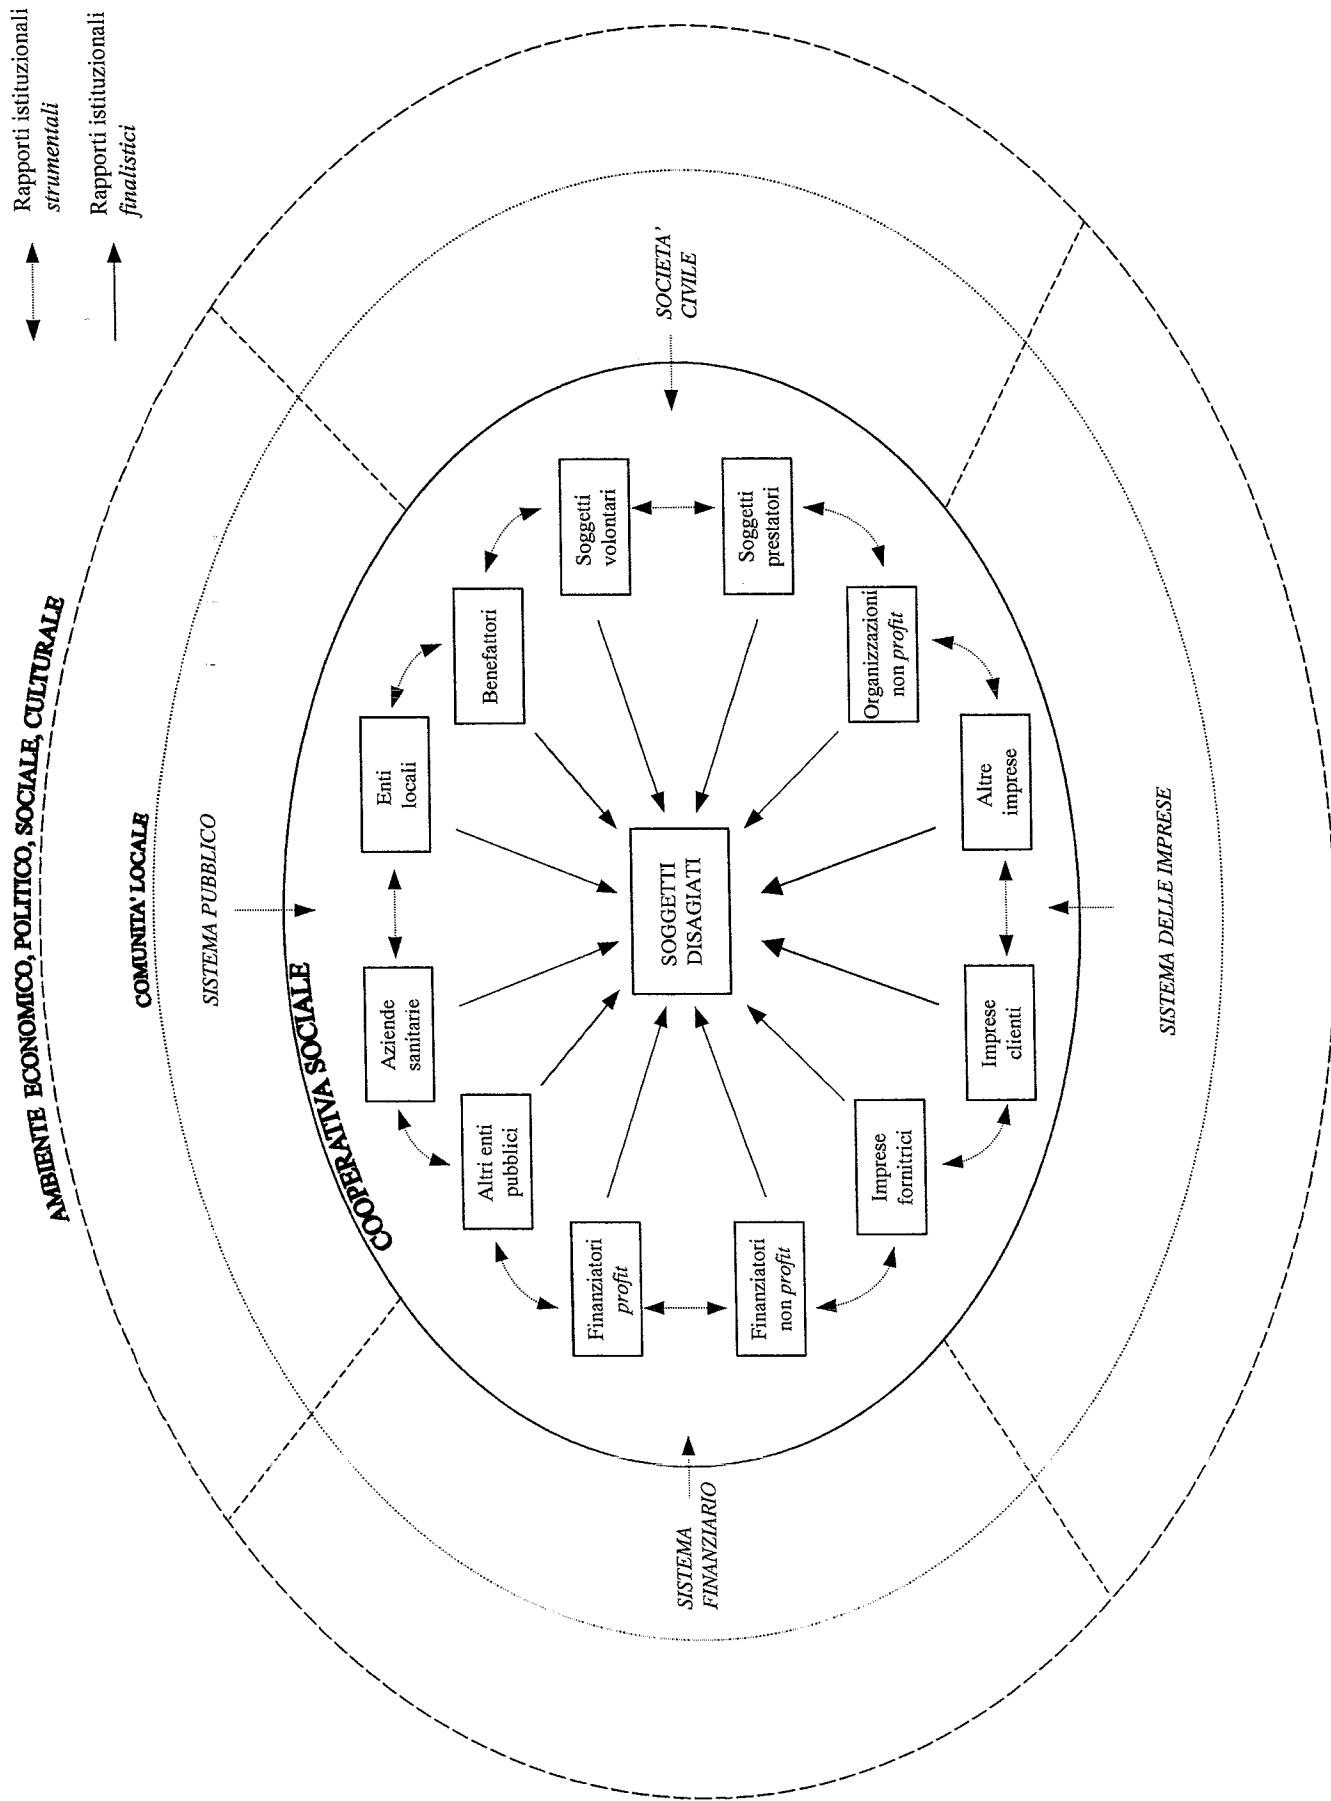 Rapporti istituzionali
strumentali
Rapporti istituzionali
finalistici
AMBIENTE ECONOMICO, POLITICO, SOCIALE, CULTURALE
COMUNITA' LOCALE
SISTEMA PUBBLICO
COOPERATIVA SOCIALE
Aziende
sanitarie
Enti
locali
Altri enti
pubblici
Benefattori
Finanziatori
profit
Soggetti
volontari
SISTEMA
FINANZIARIO
SOGGETTI
DISAGIATI
SOCIETA'
CIVILE
Finanziatori
non profit
Soggetti
prestatori
Imprese
fornitrici
Organizzazioni
non profit
Imprese
clienti
Altre
imprese
SISTEMA DELLE IMPRESE